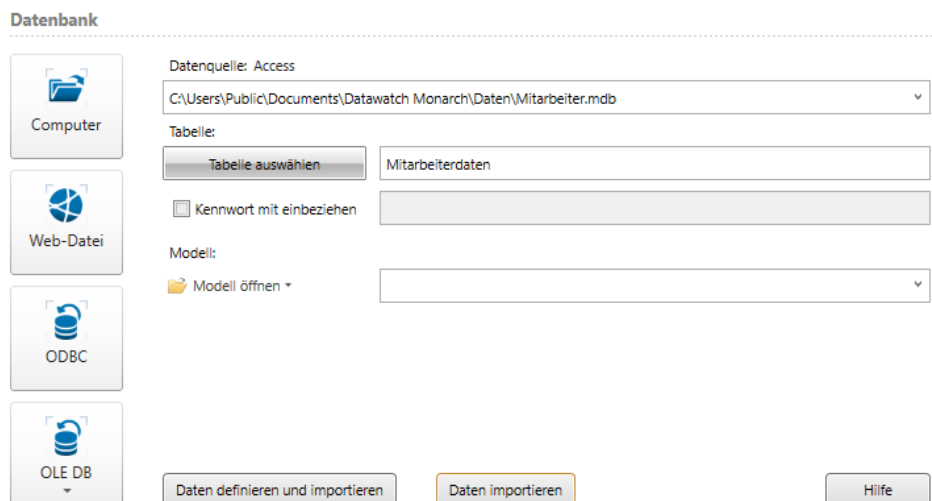 Datenbank
Computer
Web-Datei
ODBC
OLE DB
Datenquelle: Access
C:\Users\Public\Documents\Datawatch Monarch\Daten\Mitarbeiter.mdb
Tabelle:
Tabelle auswählen Mitarbeiterdaten
Kennwort mit einbeziehen
Modell:
Modell öffnen
Daten definieren und importieren Daten importieren Hilfe